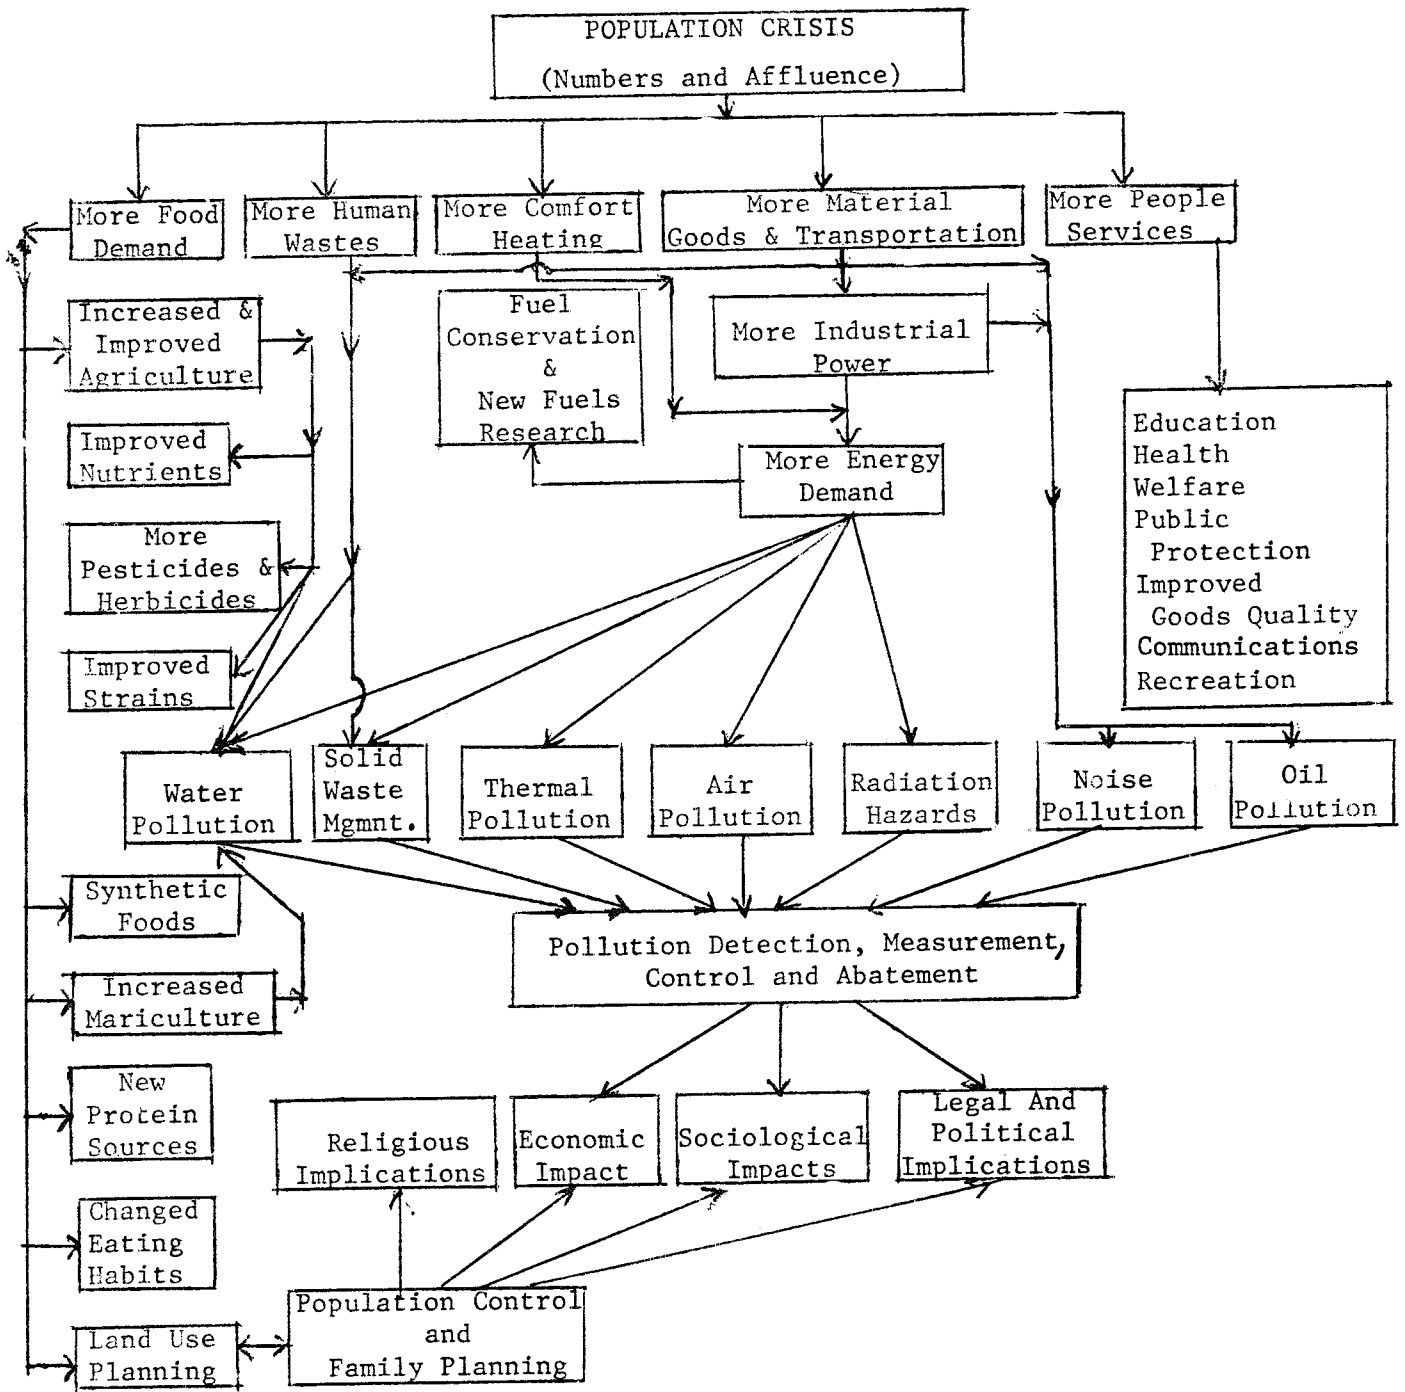 POPULATION CRISIS
(Numbers and Affluence)
More Food
Demand
More Human
Wastes
More Comfort
Heating
More Material
Goods & Transportation
More People
Services
Increased &
Improved
Agriculture
Fuel
Conservation
&
New Fuels
Research
More Industrial
Power
Improved
Nutrients
More Energy
Demand
Education
Health
Welfare
Public
Protection
Improved
Goods Quality
Communications
Recreation
More
Pesticides &
Herbicides
Improved
Strains
Water
Pollution
Solid
Waste
Mgmnt.
Thermal
Pollution
Air
Pollution
Radiation
Hazards
Noise
Pollution
Oil
Pollution
Synthetic
Foods
Pollution Detection, Measurement,
Control and Abatement
Increased
Mariculture
New
Protein
Sources
Religious
Implications
Economic
Impact
Sociological
Impacts
Legal And
Political
Implications
Changed
Eating
Habits
Land Use
Planning
Population Control
and
Family Planning